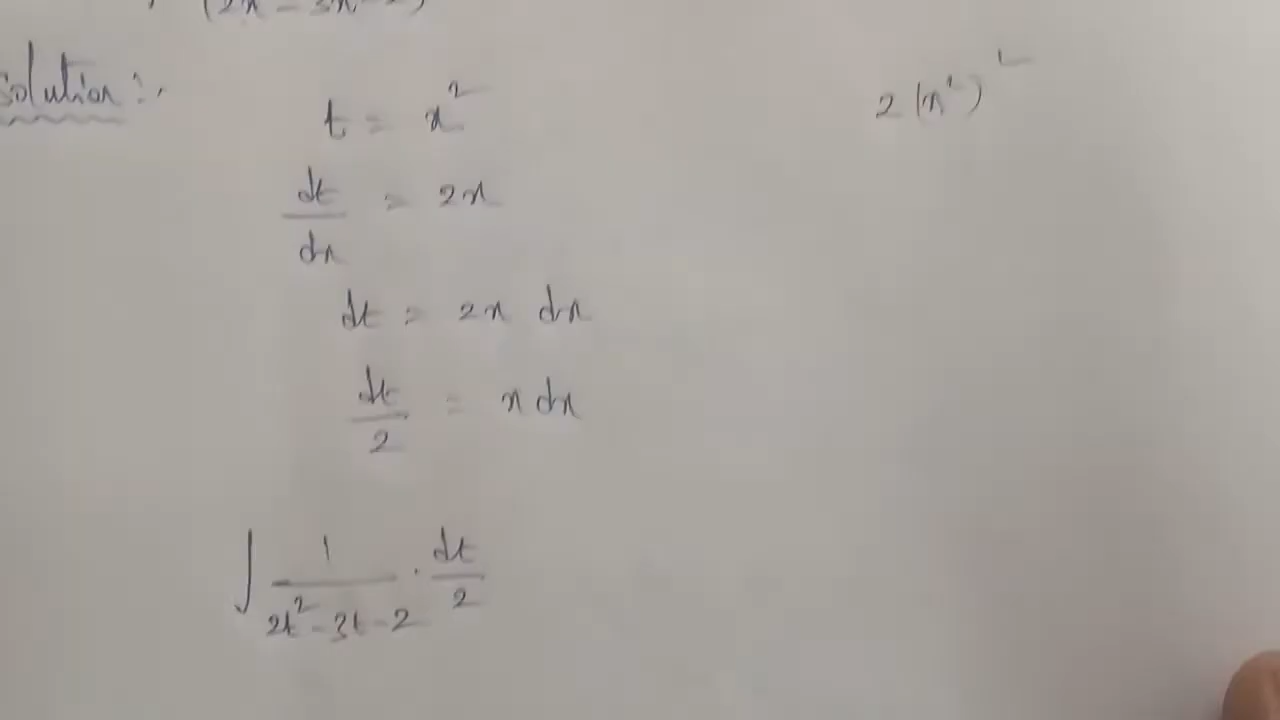 solution :.
t = x²
2 (x²)²
dt/dx = 2x
dt = 2x dx
dt/2 = x dx
∫ 1/(2t² - 3t - 2) · dt/2